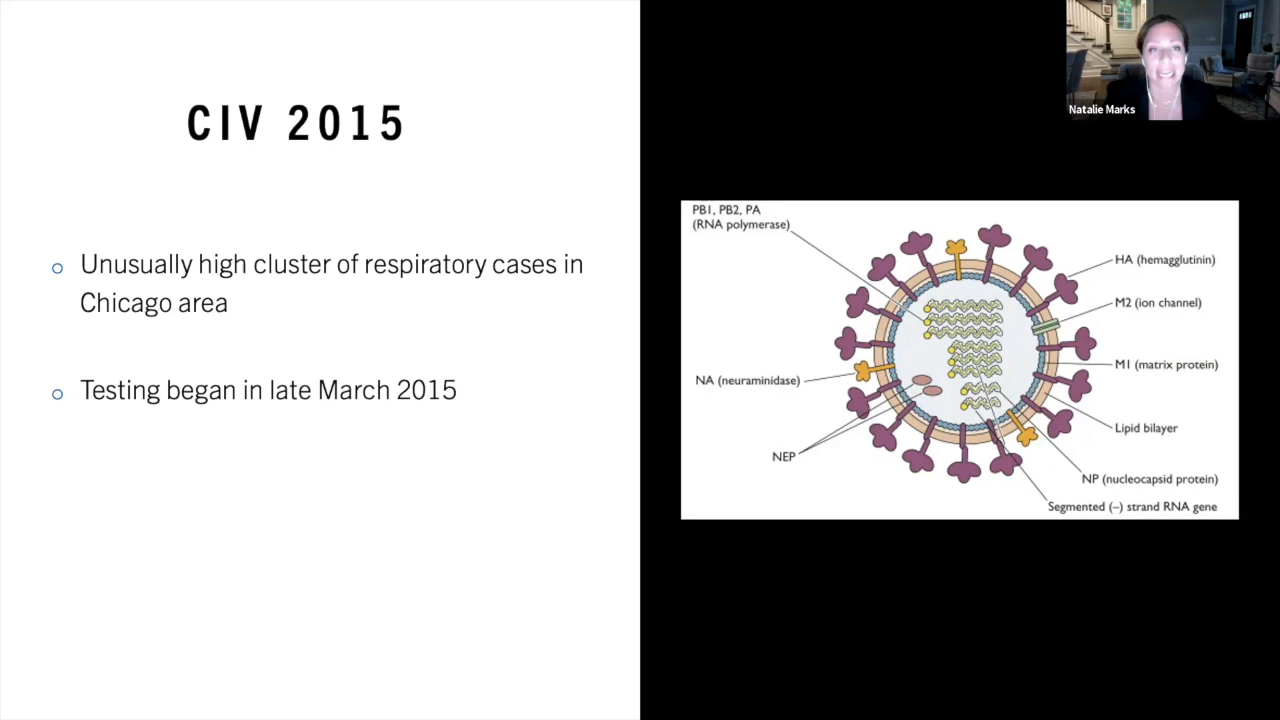 CIV 2015
○ Unusually high cluster of respiratory cases in
Chicago area
○ Testing began in late March 2015
Natalie Marks
PB1, PB2, PA
(RNA polymerase)
HA (hemagglutinin)
M2 (ion channel)
M1 (matrix protein)
NA (neuraminidase)
Lipid bilayer
NEP
NP (nucleocapsid protein)
Segmented (–) strand RNA gene